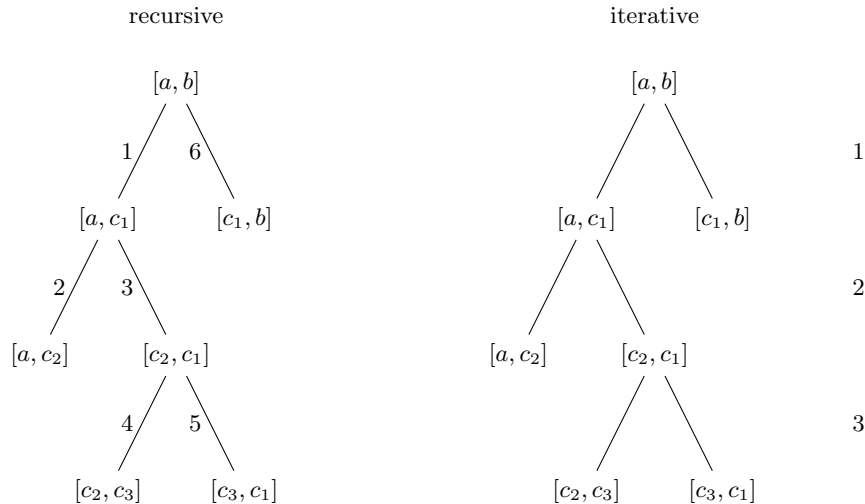 recursive iterative
[a, b] [a, b]
1 6 1
[a, c₁] [c₁, b] [a, c₁] [c₁, b]
2 3 2
[a, c₂] [c₂, c₁] [a, c₂] [c₂, c₁]
4 5 3
[c₂, c₃] [c₃, c₁] [c₂, c₃] [c₃, c₁]